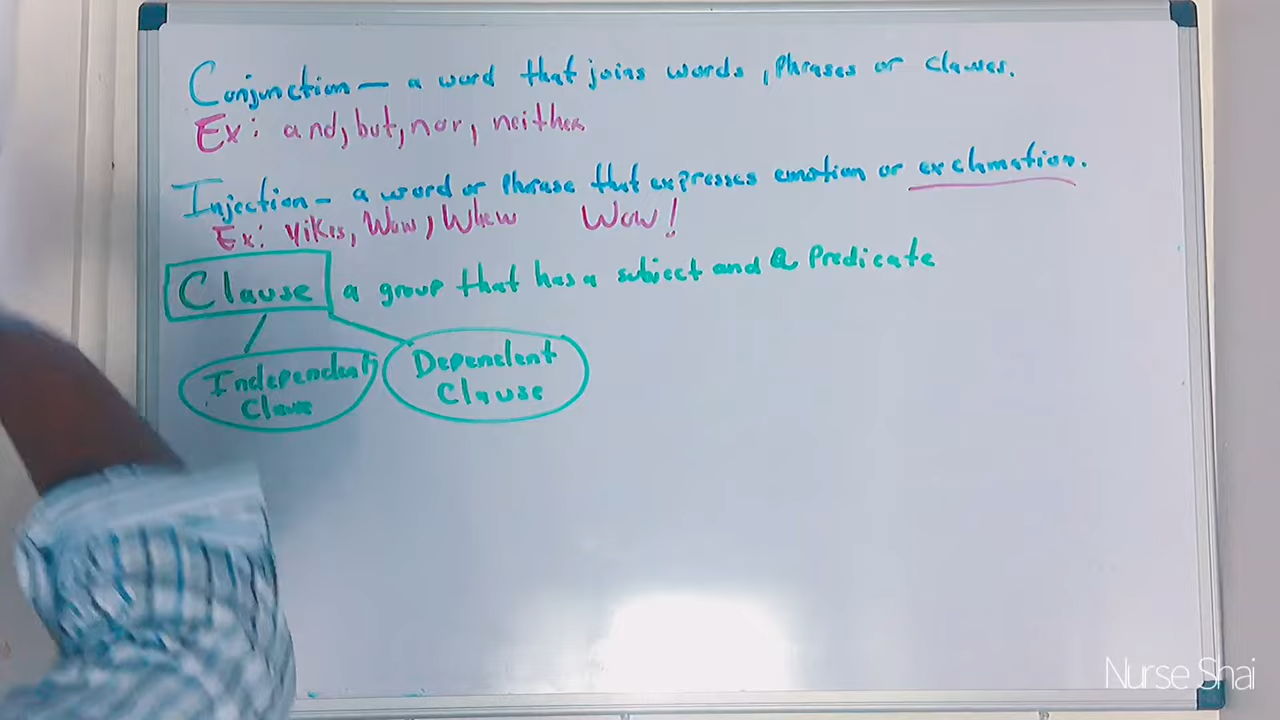 Conjunction - a word that joins words, phrases or clauses.
Ex: and, but, nor, neither
Injection - a word or Phrase that expresses emotion or exclmation.
Ex: Yikes, Wow, Whew Wow!
Clause a group that has a subject and a Predicate
Independent
Clause
Dependent
Clause
Nurse Shai